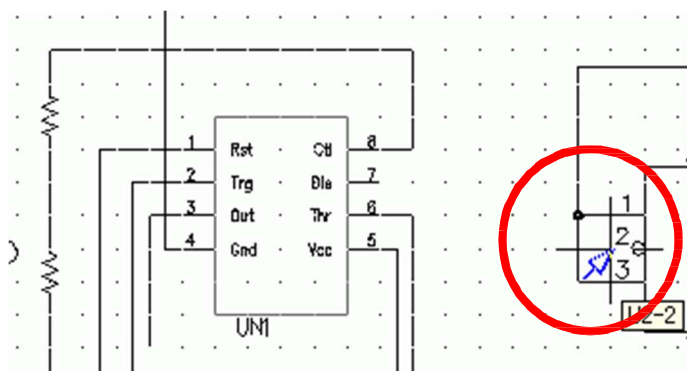 1 Rst Ctl 8
2 Trg Dis 7
3 Out Thr 6
4 Gnd Vcc 5
UN1
1
2
3
U2-2